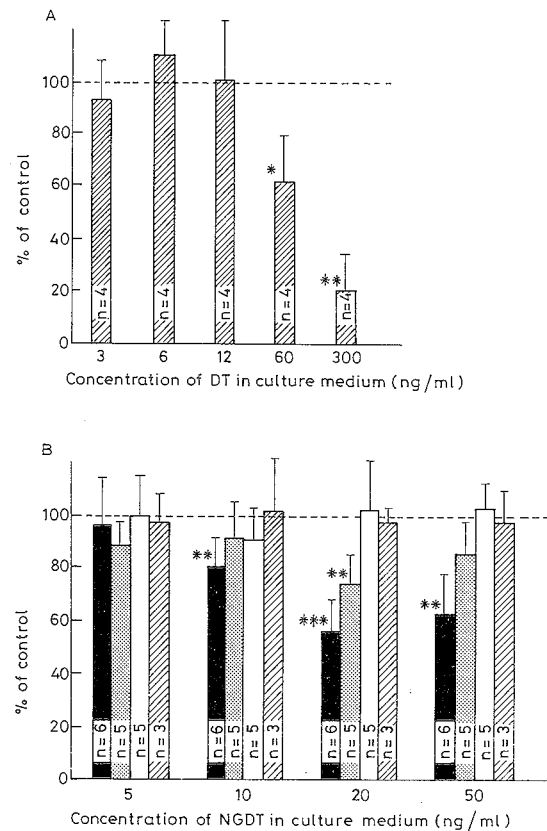 A
100
80
60
40
20
0
% of control
n=4
n=4
n=4
*
n=4
**
n=4
3 6 12 60 300
Concentration of DT in culture medium (ng/ml)
B
100
80
60
40
20
0
% of control
n=6
n=5
n=5
n=3
**
n=6
n=5
n=5
n=3
***
n=6
**
n=5
n=5
n=3
**
n=6
n=5
n=5
n=3
5 10 20 50
Concentration of NGDT in culture medium (ng/ml)